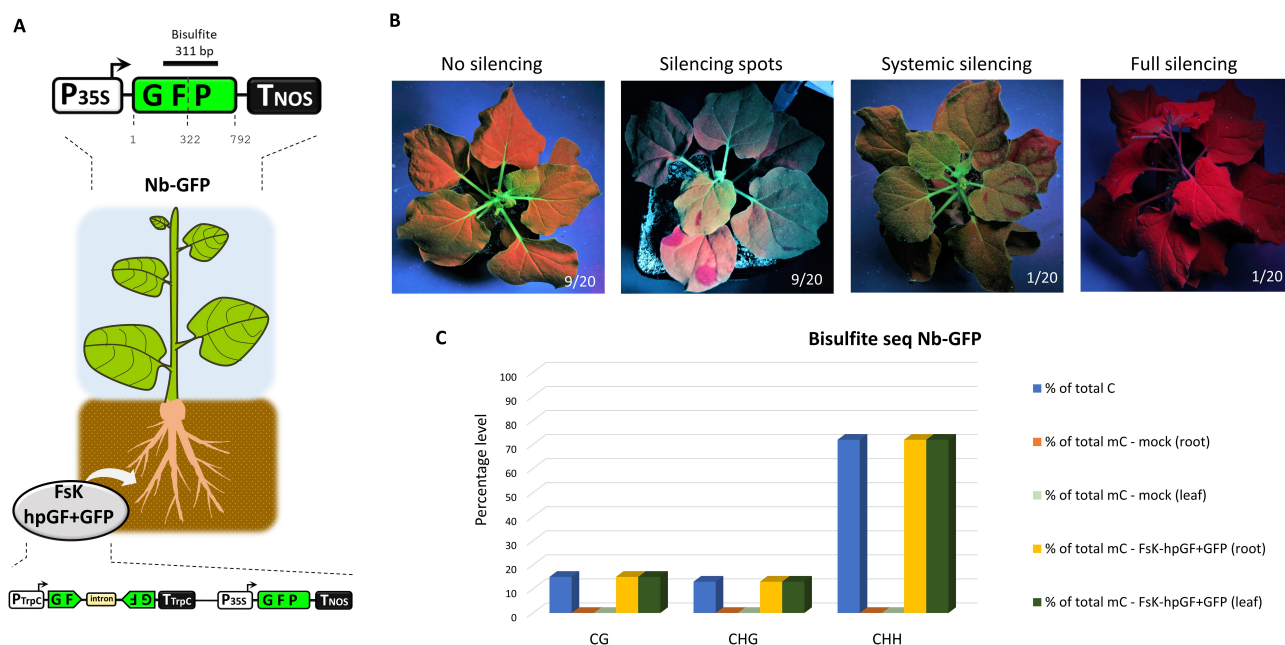 A
Bisulfite
311 bp
P35S
GFP
TNOS
1
322
792
Nb-GFP
FsK
hpGF+GFP
PTrpC
GF
intron
GF
TTrpC
P35S
GFP
TNOS
B
No silencing
Silencing spots
Systemic silencing
Full silencing
9/20
9/20
1/20
1/20
C
Bisulfite seq Nb-GFP
Percentage level
100
90
80
70
60
50
40
30
20
10
0
CG
CHG
CHH
% of total C
% of total mC - mock (root)
% of total mC - mock (leaf)
% of total mC - FsK-hpGF+GFP (root)
% of total mC - FsK-hpGF+GFP (leaf)